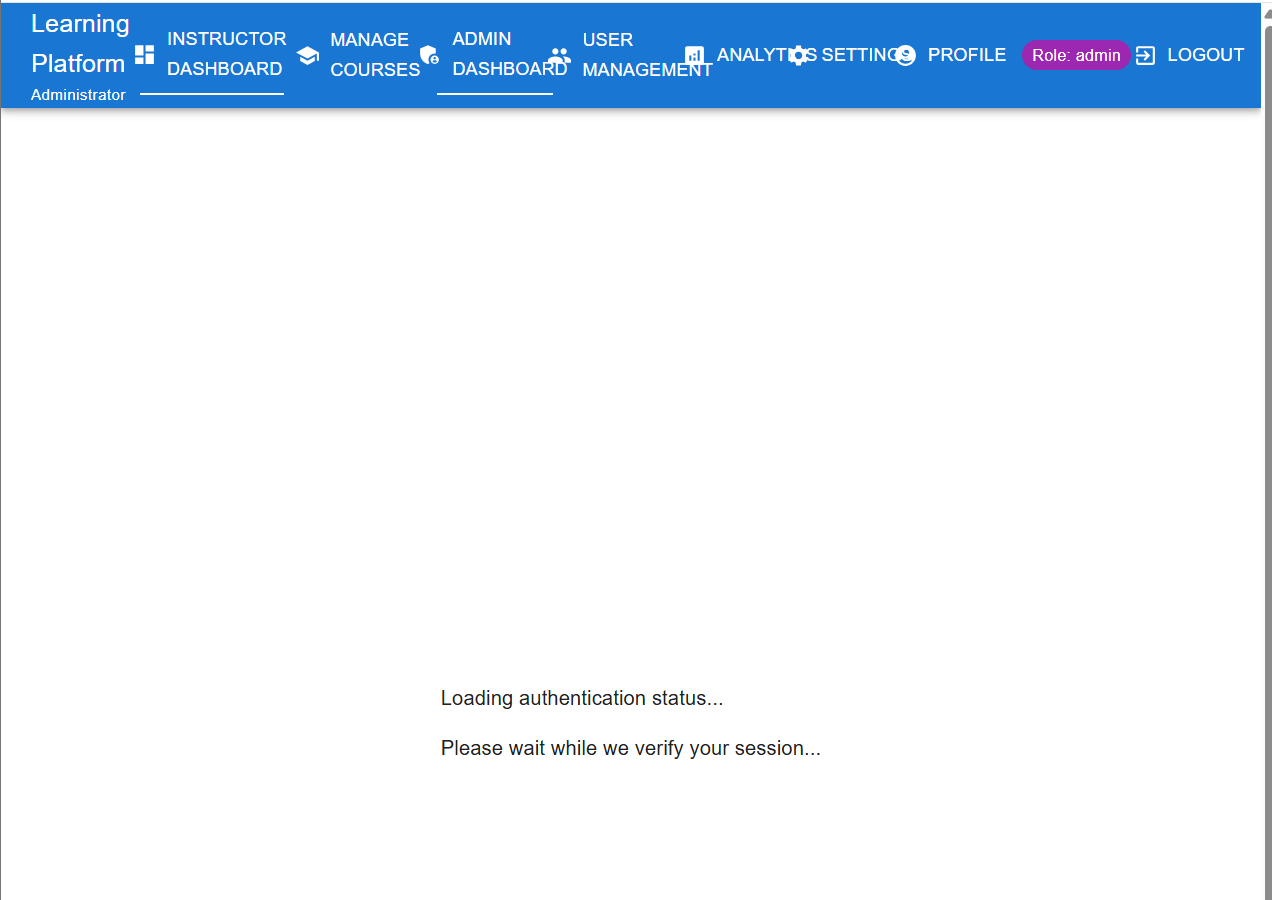 Learning
Platform
Administrator
INSTRUCTOR
DASHBOARD
MANAGE
COURSES
ADMIN
DASHBOARD
USER
MANAGEMENT
ANALYTICS
SETTINGS
PROFILE
Role: admin
LOGOUT
Loading authentication status...
Please wait while we verify your session...